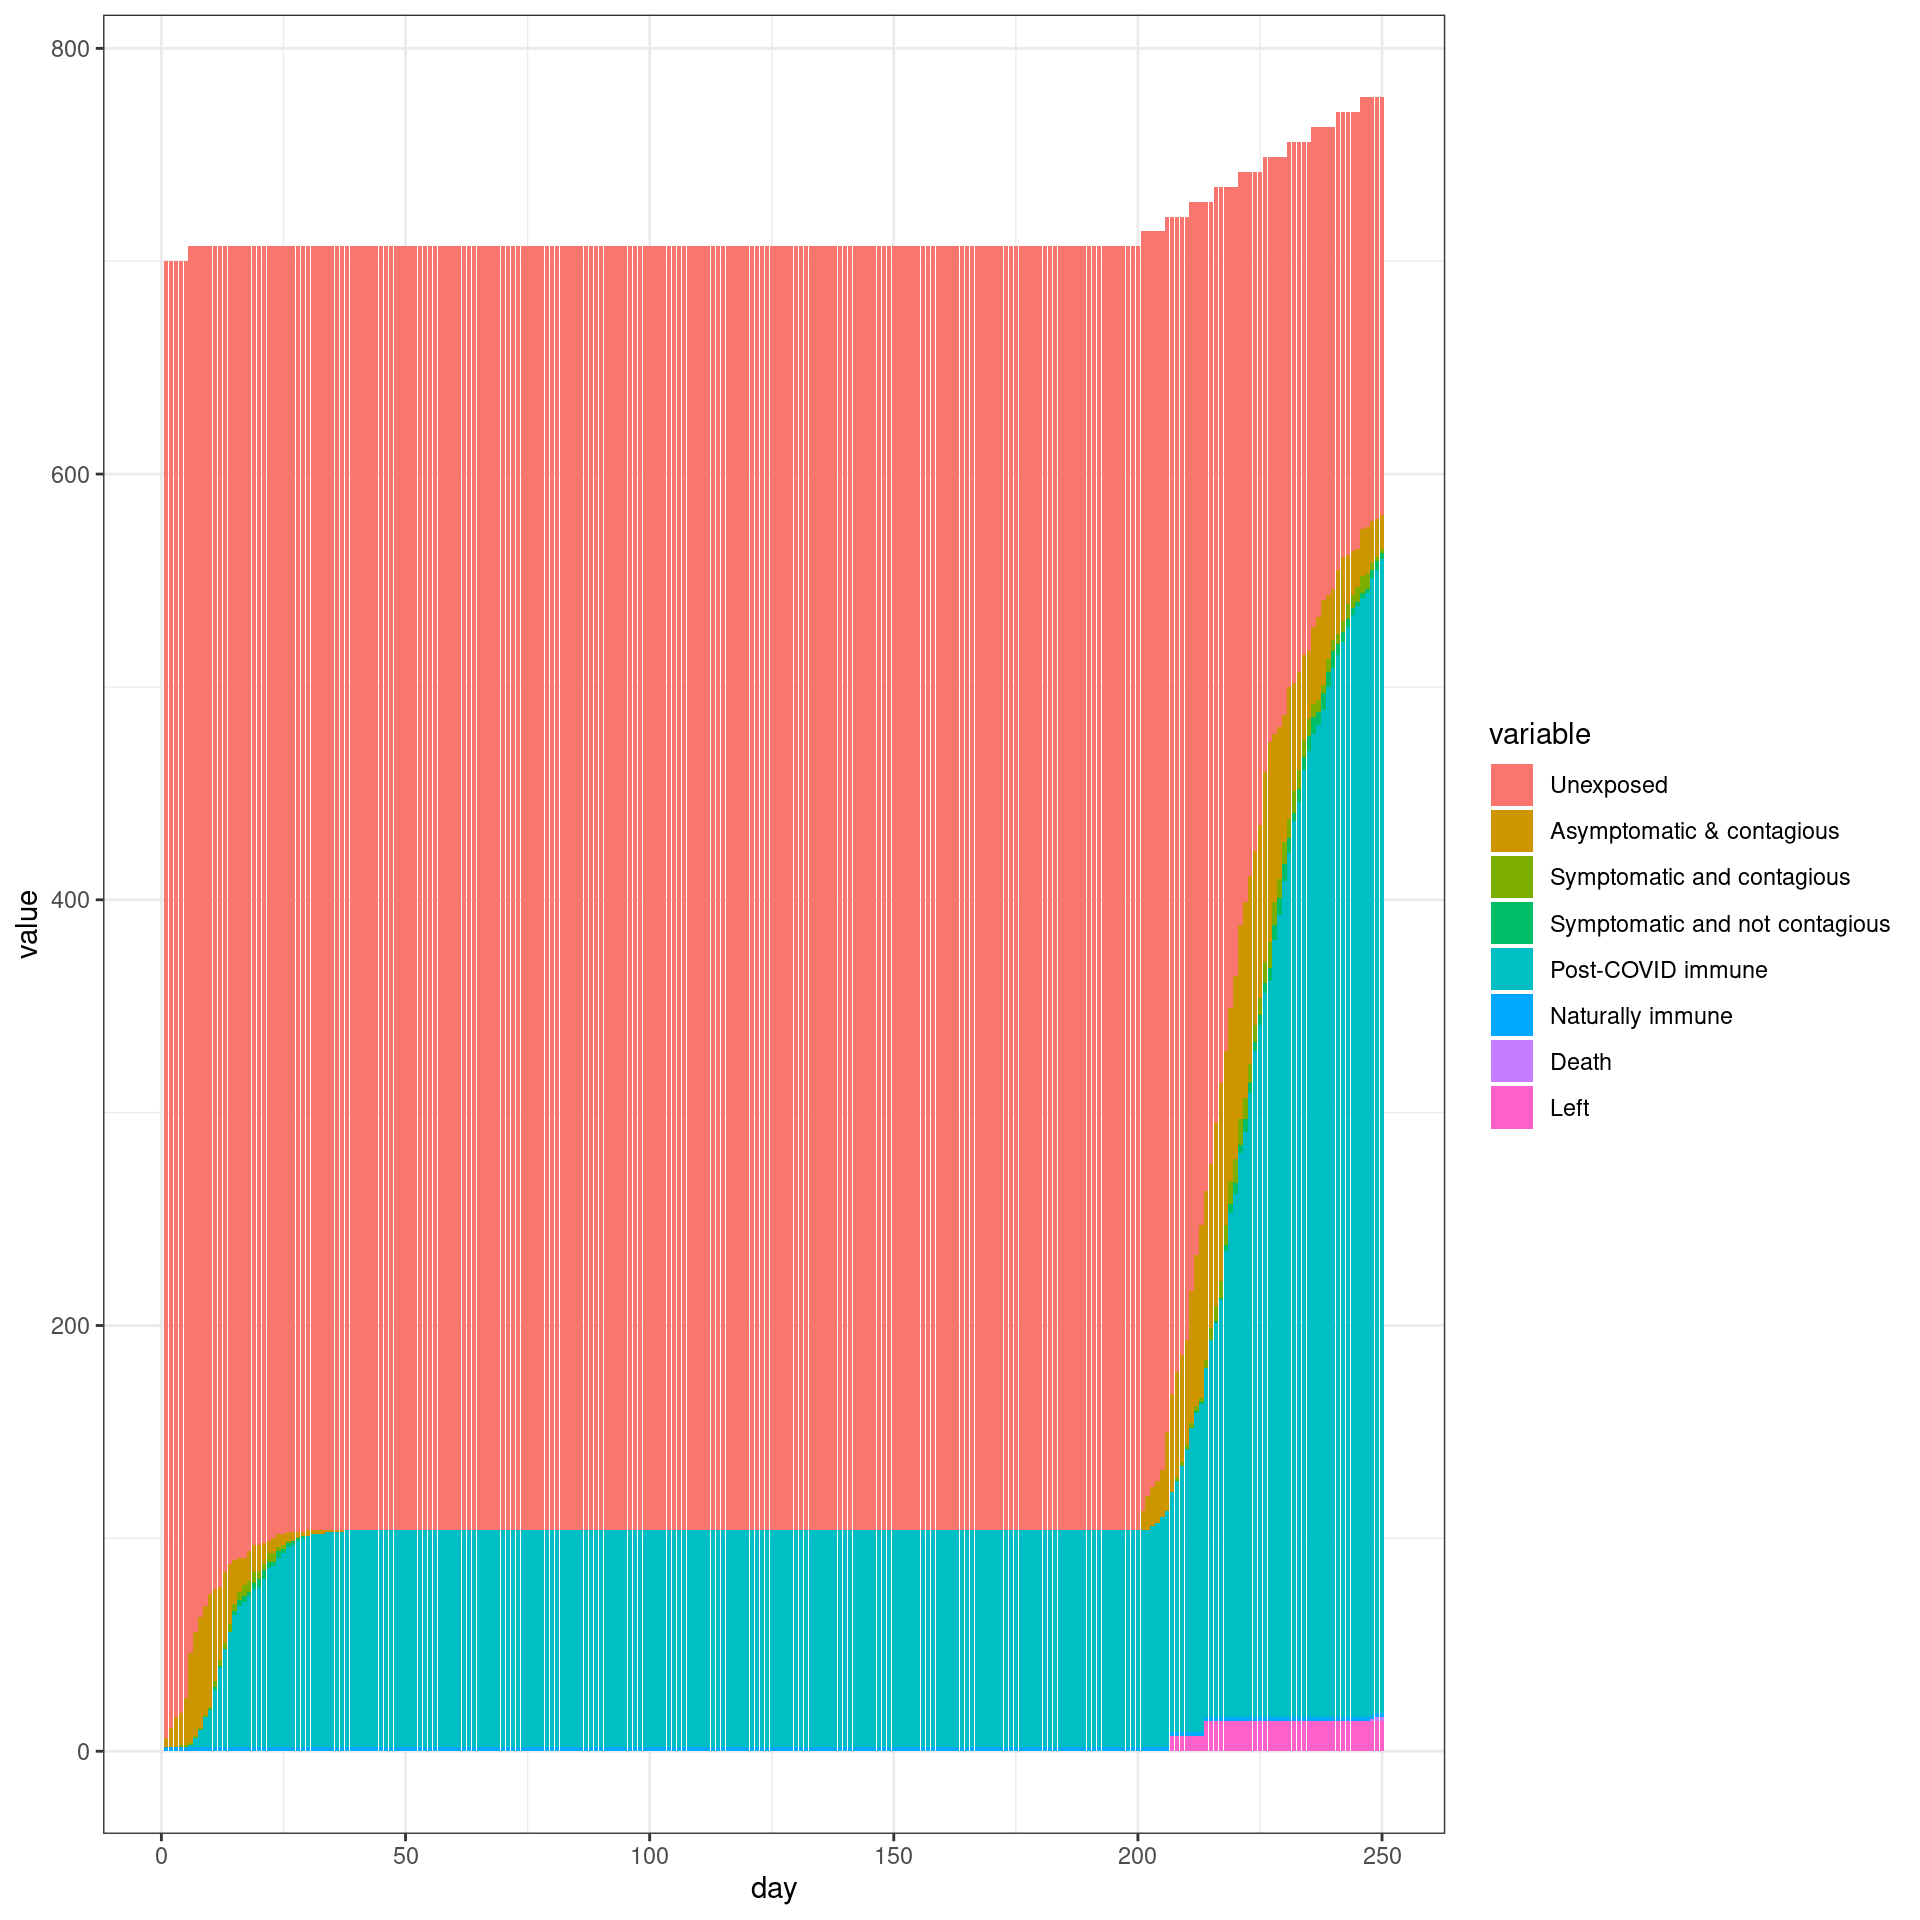 800
600
400
200
0
value
0 50 100 150 200 250
day
variable
Unexposed
Asymptomatic & contagious
Symptomatic and contagious
Symptomatic and not contagious
Post-COVID immune
Naturally immune
Death
Left